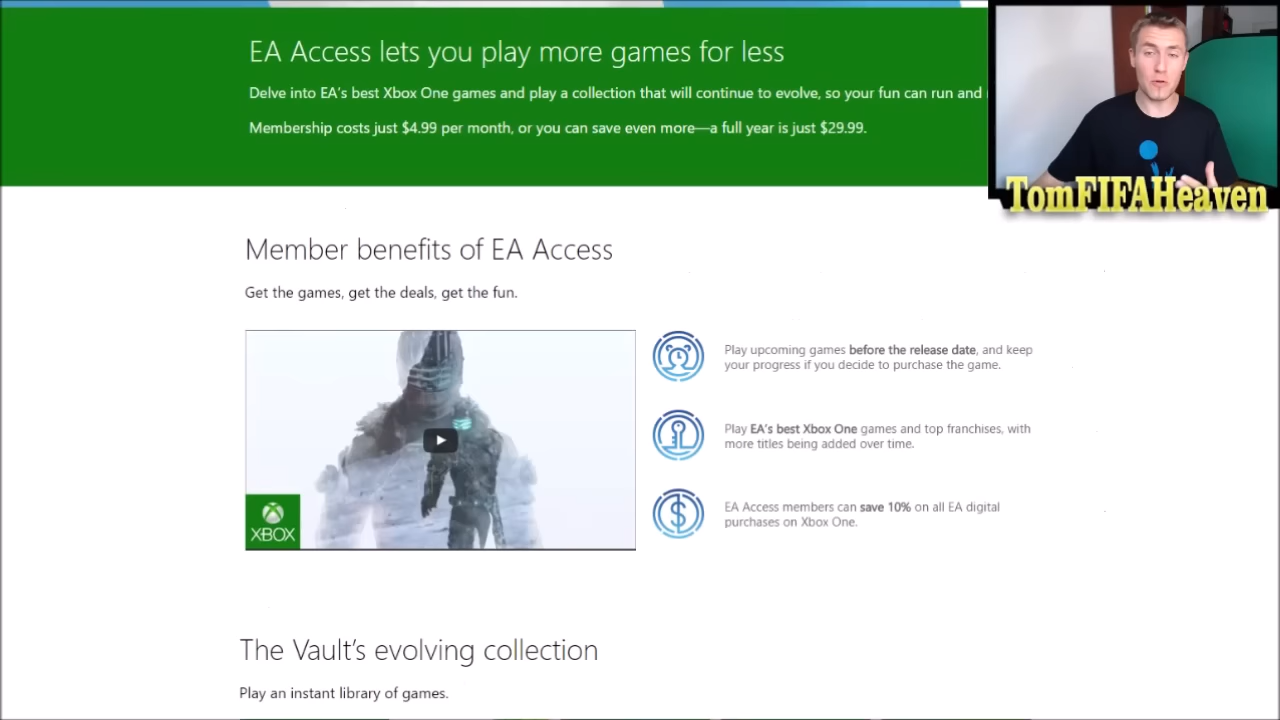 EA Access lets you play more games for less
Delve into EA's best Xbox One games and play a collection that will continue to evolve, so your fun can run and
Membership costs just $4.99 per month, or you can save even more—a full year is just $29.99.
TomFIFAHeaven
Member benefits of EA Access
Get the games, get the deals, get the fun.
XBOX
Play upcoming games before the release date, and keep
your progress if you decide to purchase the game.
Play EA's best Xbox One games and top franchises, with
more titles being added over time.
EA Access members can save 10% on all EA digital
purchases on Xbox One.
The Vault's evolving collection
Play an instant library of games.